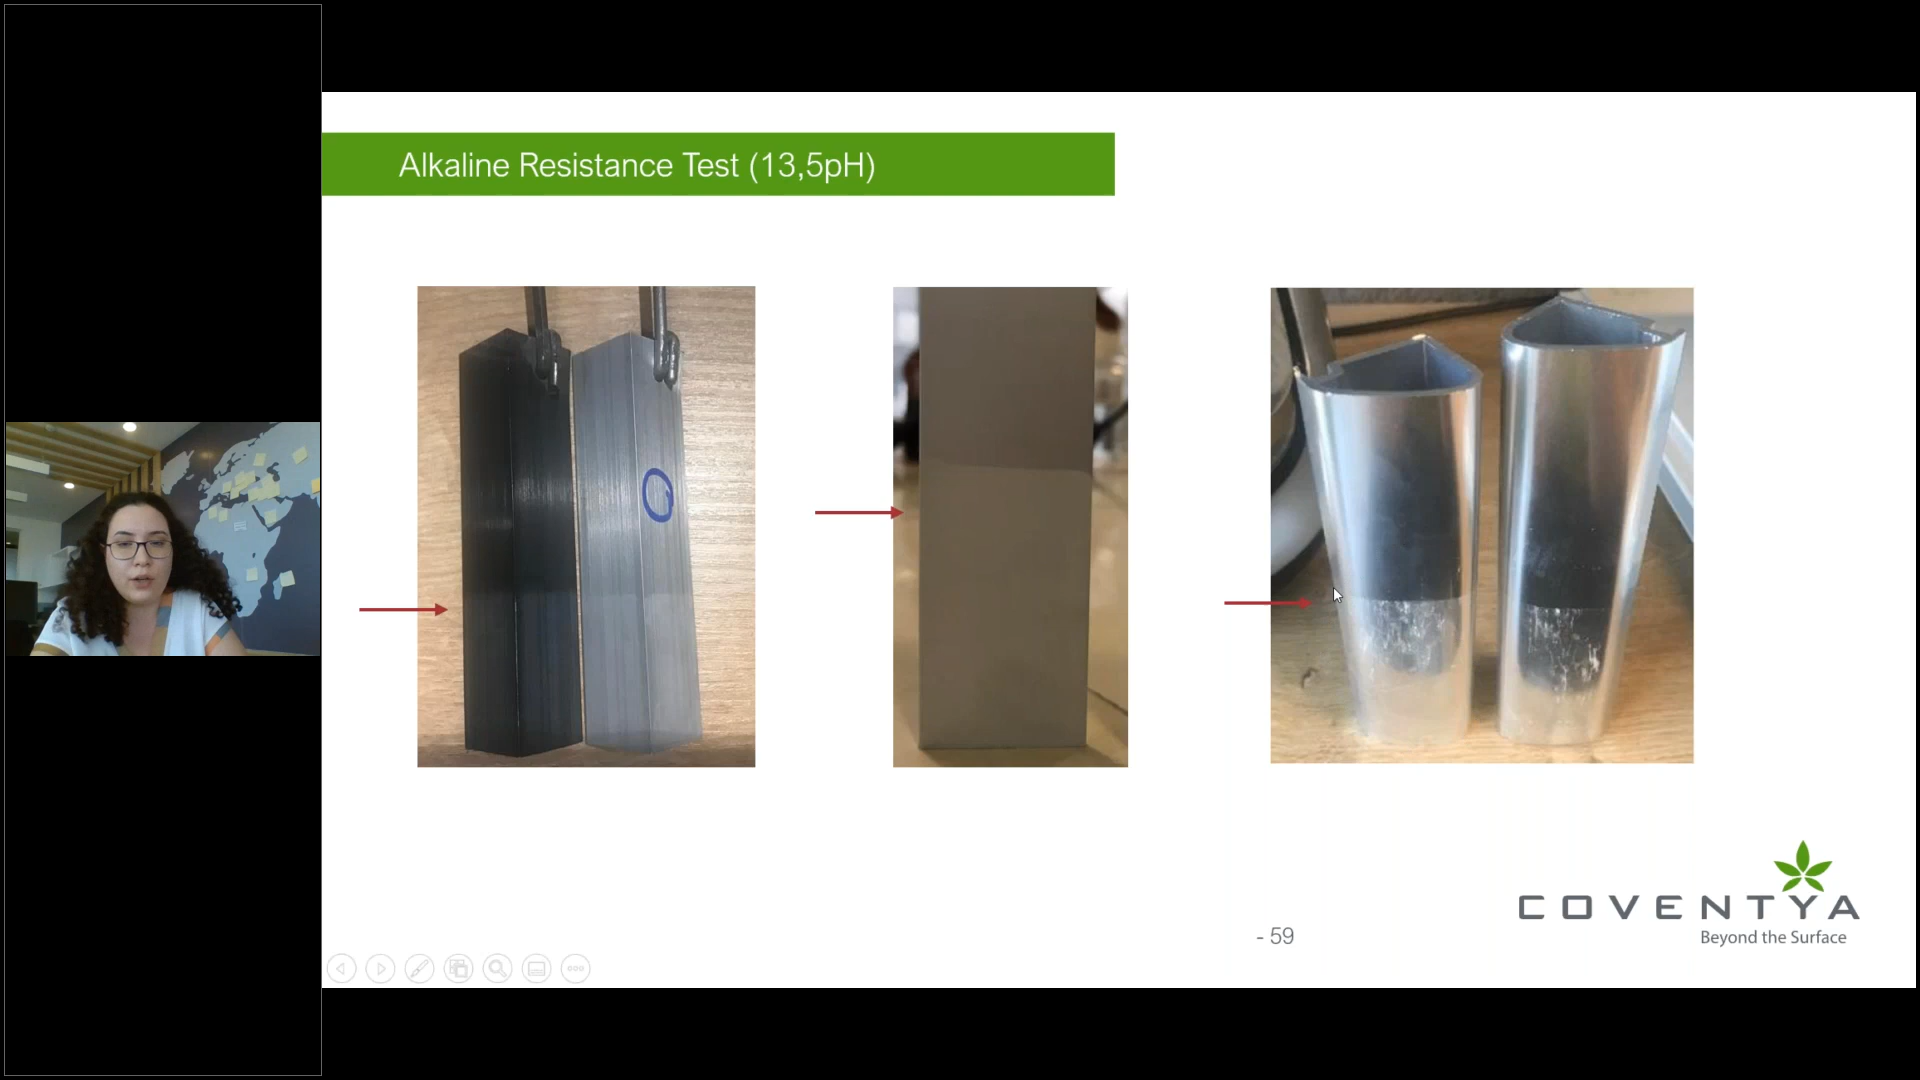 Alkaline Resistance Test (13,5pH)
COVENTYA
Beyond the Surface
- 59